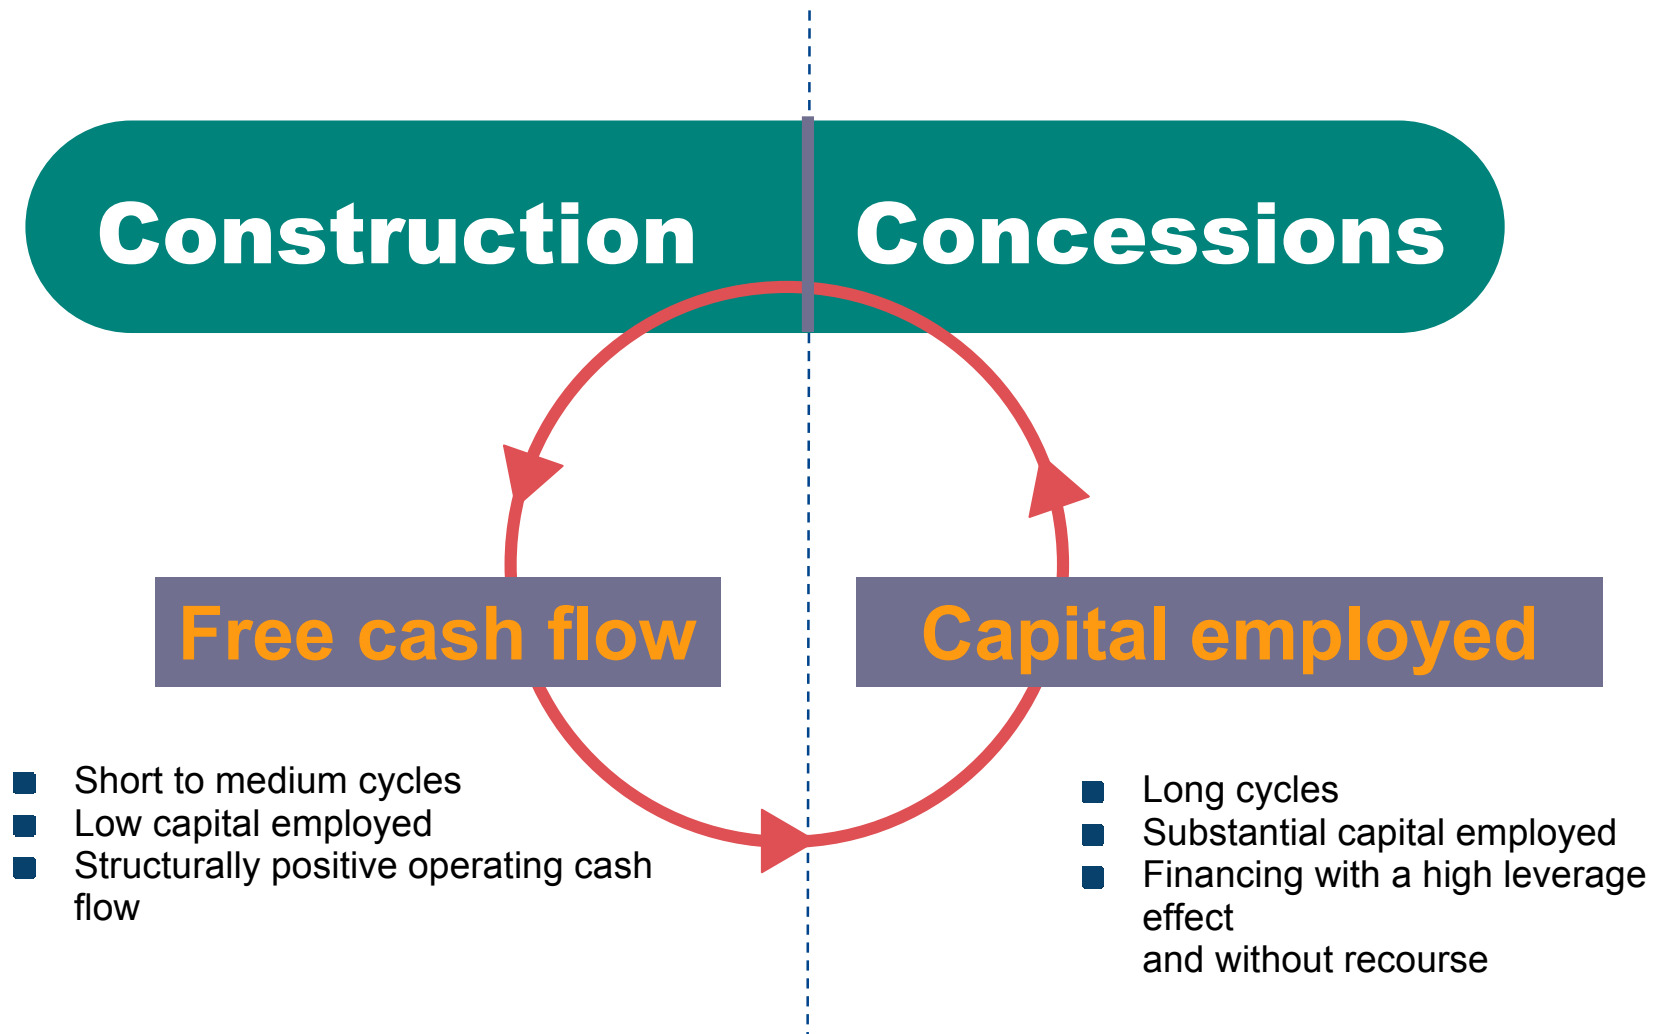 Construction
Concessions
Free cash flow
Capital employed
Short to medium cycles
Low capital employed
Structurally positive operating cash
flow
Long cycles
Substantial capital employed
Financing with a high leverage
effect
and without recourse